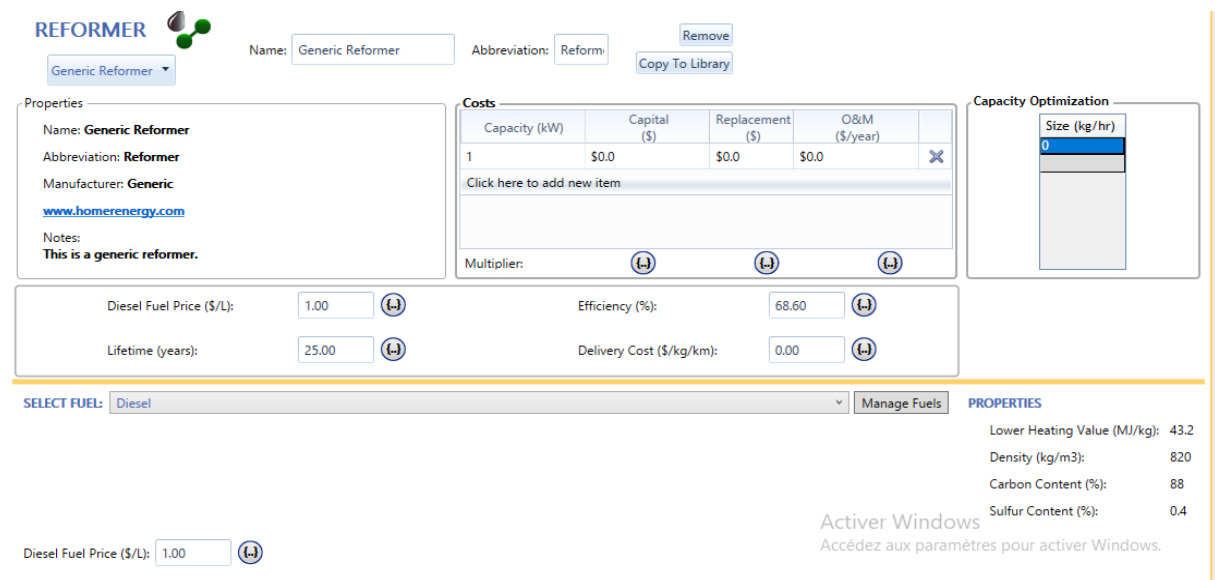 REFORMER
Generic Reformer
Name: Generic Reformer
Abbreviation: Reform
Remove
Copy To Library
Properties
Name: Generic Reformer
Abbreviation: Reformer
Manufacturer: Generic
www.homerenergy.com
Notes:
This is a generic reformer.
Costs
Capacity (kW) Capital ($) Replacement ($) O&M ($/year)
1 $0.0 $0.0 $0.0
Click here to add new item
Multiplier: {..} {..} {..}
Capacity Optimization
Size (kg/hr)
0
Diesel Fuel Price ($/L): 1.00 {..} Efficiency (%): 68.60 {..}
Lifetime (years): 25.00 {..} Delivery Cost ($/kg/km): 0.00 {..}
SELECT FUEL: Diesel Manage Fuels
PROPERTIES
Lower Heating Value (MJ/kg): 43.2
Density (kg/m3): 820
Carbon Content (%): 88
Sulfur Content (%): 0.4
Activer Windows
Accédez aux paramètres pour activer Windows.
Diesel Fuel Price ($/L): 1.00 {..}